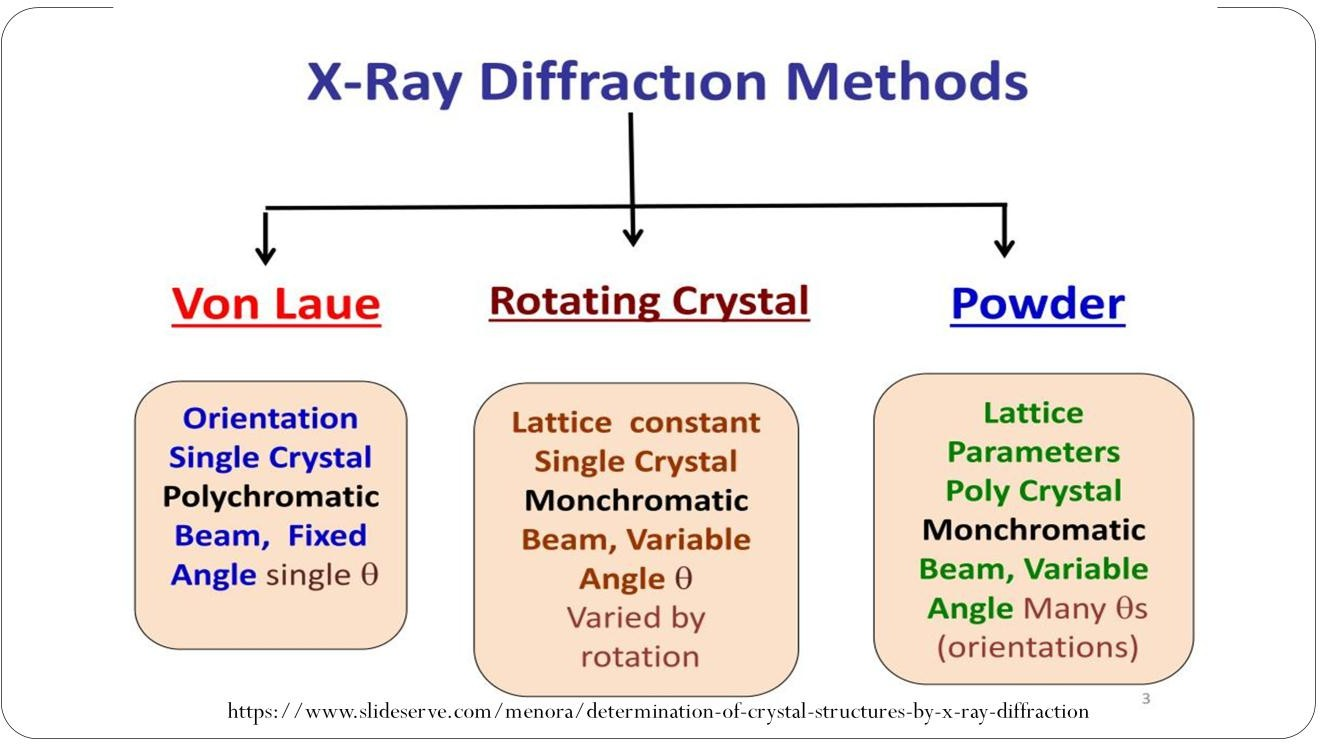 X-Ray Diffractıon Methods
Von Laue
Rotating Crystal
Powder
Orientation
Single Crystal
Polychromatic
Beam, Fixed
Angle single θ
Lattice constant
Single Crystal
Monchromatic
Beam, Variable
Angle θ
Varied by
rotation
Lattice
Parameters
Poly Crystal
Monchromatic
Beam, Variable
Angle Many θs
(orientations)
3
https://www.slideserve.com/menora/determination-of-crystal-structures-by-x-ray-diffraction